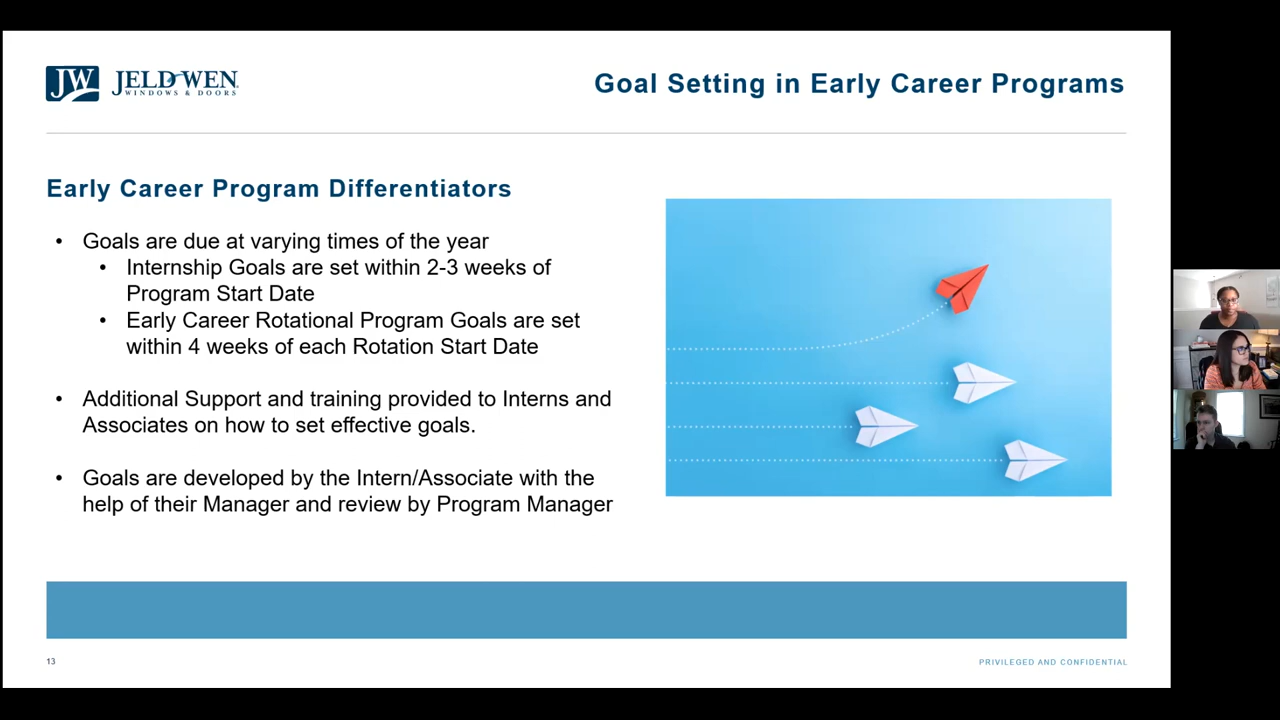 JW JELD WEN
WINDOWS & DOORS
Goal Setting in Early Career Programs
Early Career Program Differentiators
• Goals are due at varying times of the year
• Internship Goals are set within 2-3 weeks of
Program Start Date
• Early Career Rotational Program Goals are set
within 4 weeks of each Rotation Start Date
• Additional Support and training provided to Interns and
Associates on how to set effective goals.
• Goals are developed by the Intern/Associate with the
help of their Manager and review by Program Manager
13
PRIVILEGED AND CONFIDENTIAL